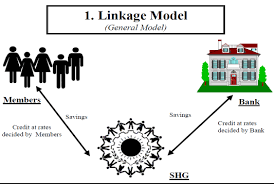 1. Linkage Model
(General Model)
Members
Bank
Savings
Savings
Credit at rates
decided by Members
Credit at rates
decided by Bank
SHG